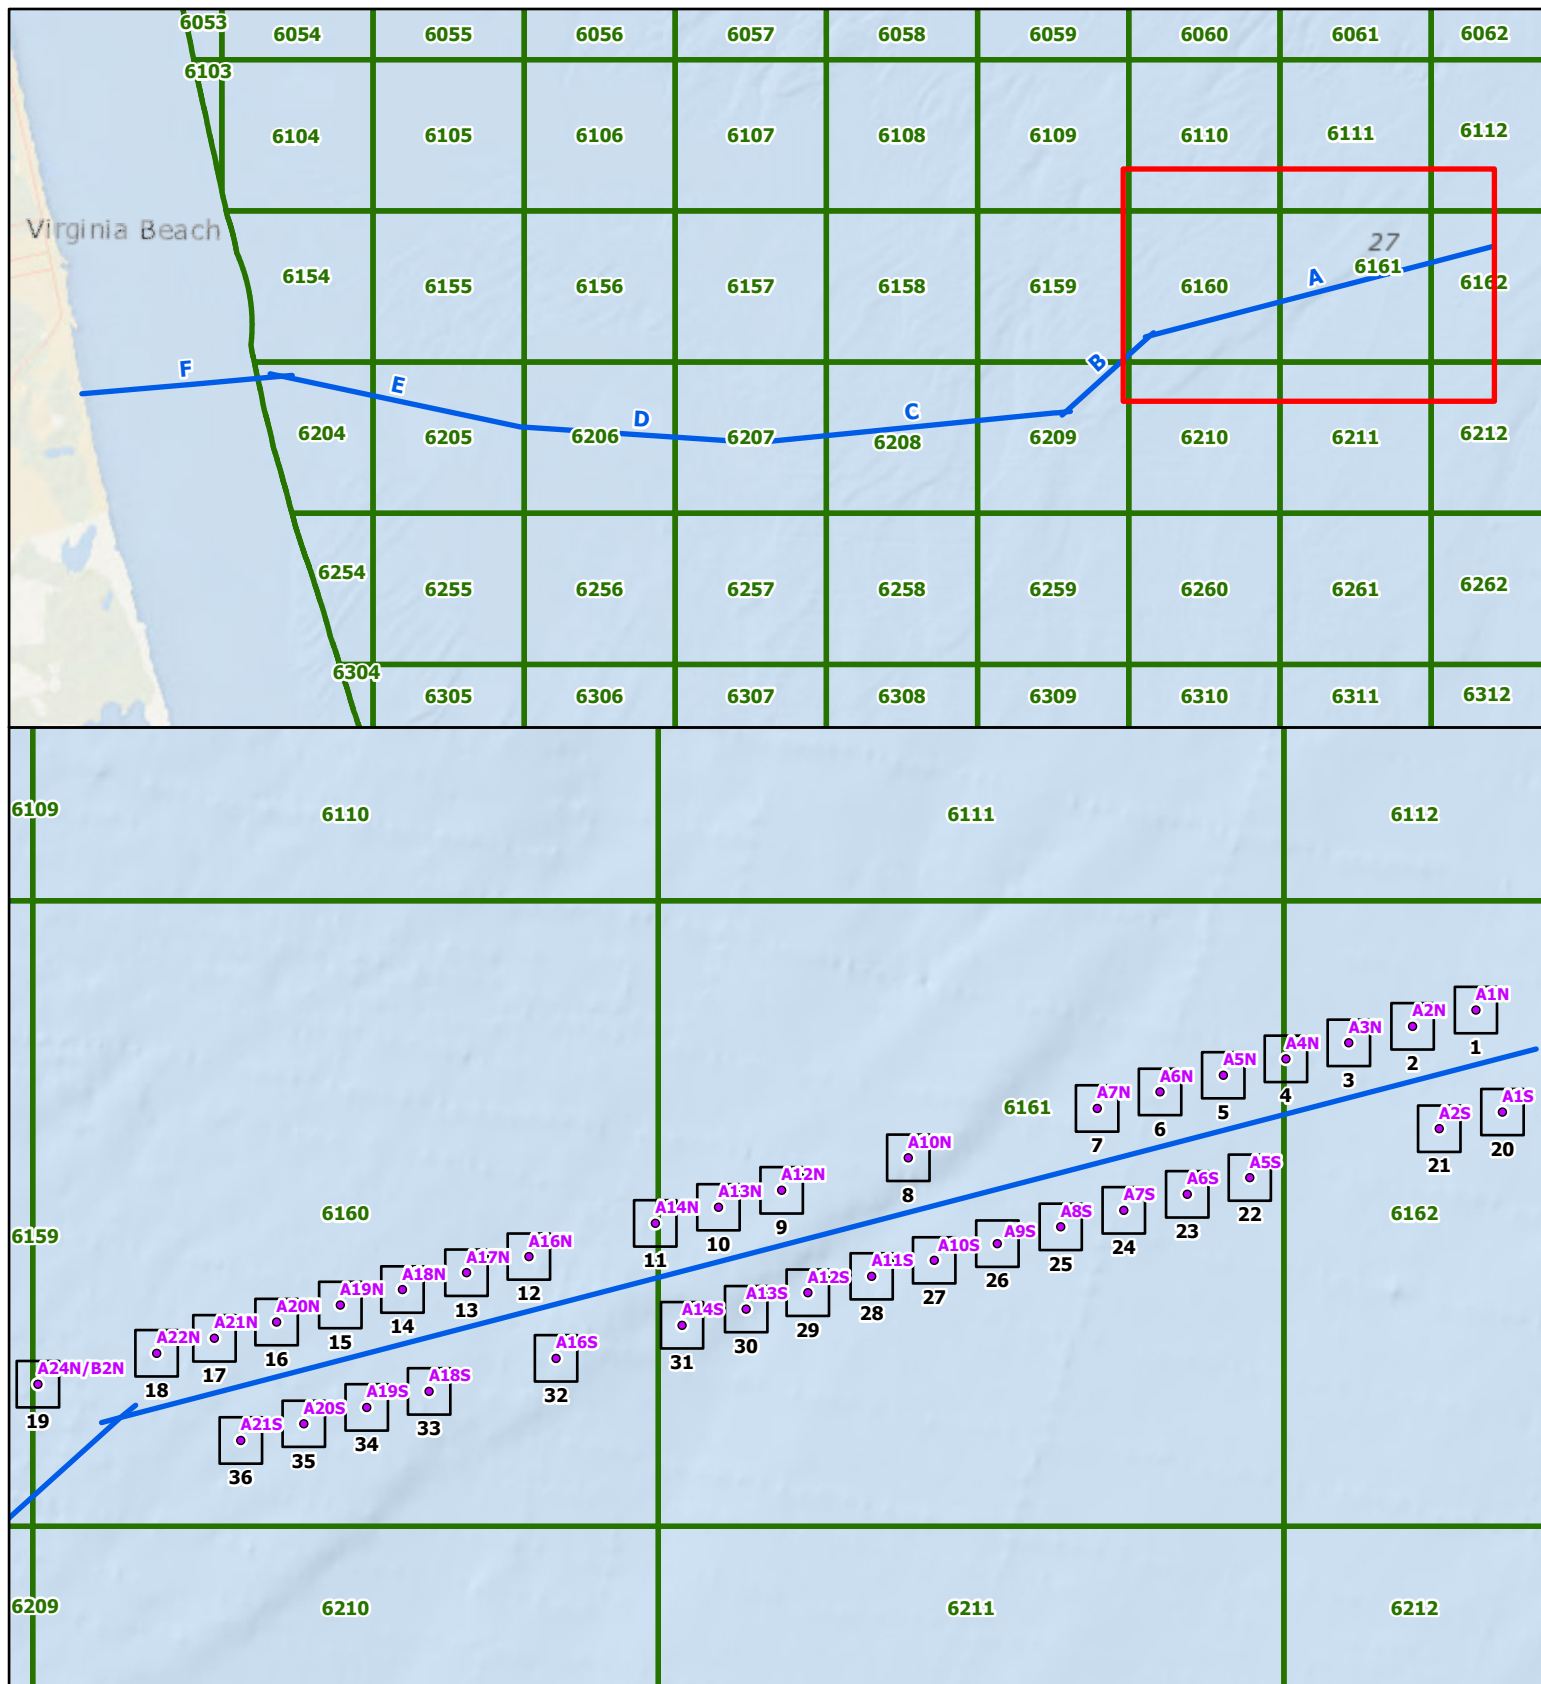 6053
6054 6055 6056 6057 6058 6059 6060 6061 6062
6103
6104 6105 6106 6107 6108 6109 6110 6111 6112
Virginia Beach
27
6154 6155 6156 6157 6158 6159 6160 6161 6162
A
B
F
E
D
C
6204 6205 6206 6207 6208 6209 6210 6211 6212
6254 6255 6256 6257 6258 6259 6260 6261 6262
6304
6305 6306 6307 6308 6309 6310 6311 6312
6109 6110 6111 6112
A1N
1
A2N
2
A3N
3
A4N
4
A5N
5
A6N
6
A7N
7
6161
A1S
20
A2S
21
A10N
8
A12N
9
A13N
10
A14N
11
A5S
22
A6S
23
A7S
24
A8S
25
A9S
26
A10S
27
A11S
28
A12S
29
A13S
30
A14S
31
6159 6160 6162
A16N
12
A17N
13
A18N
14
A19N
15
A20N
16
A21N
17
A22N
18
A24N/B2N
19
A16S
32
A18S
33
A19S
34
A20S
35
A21S
36
6209 6210 6211 6212